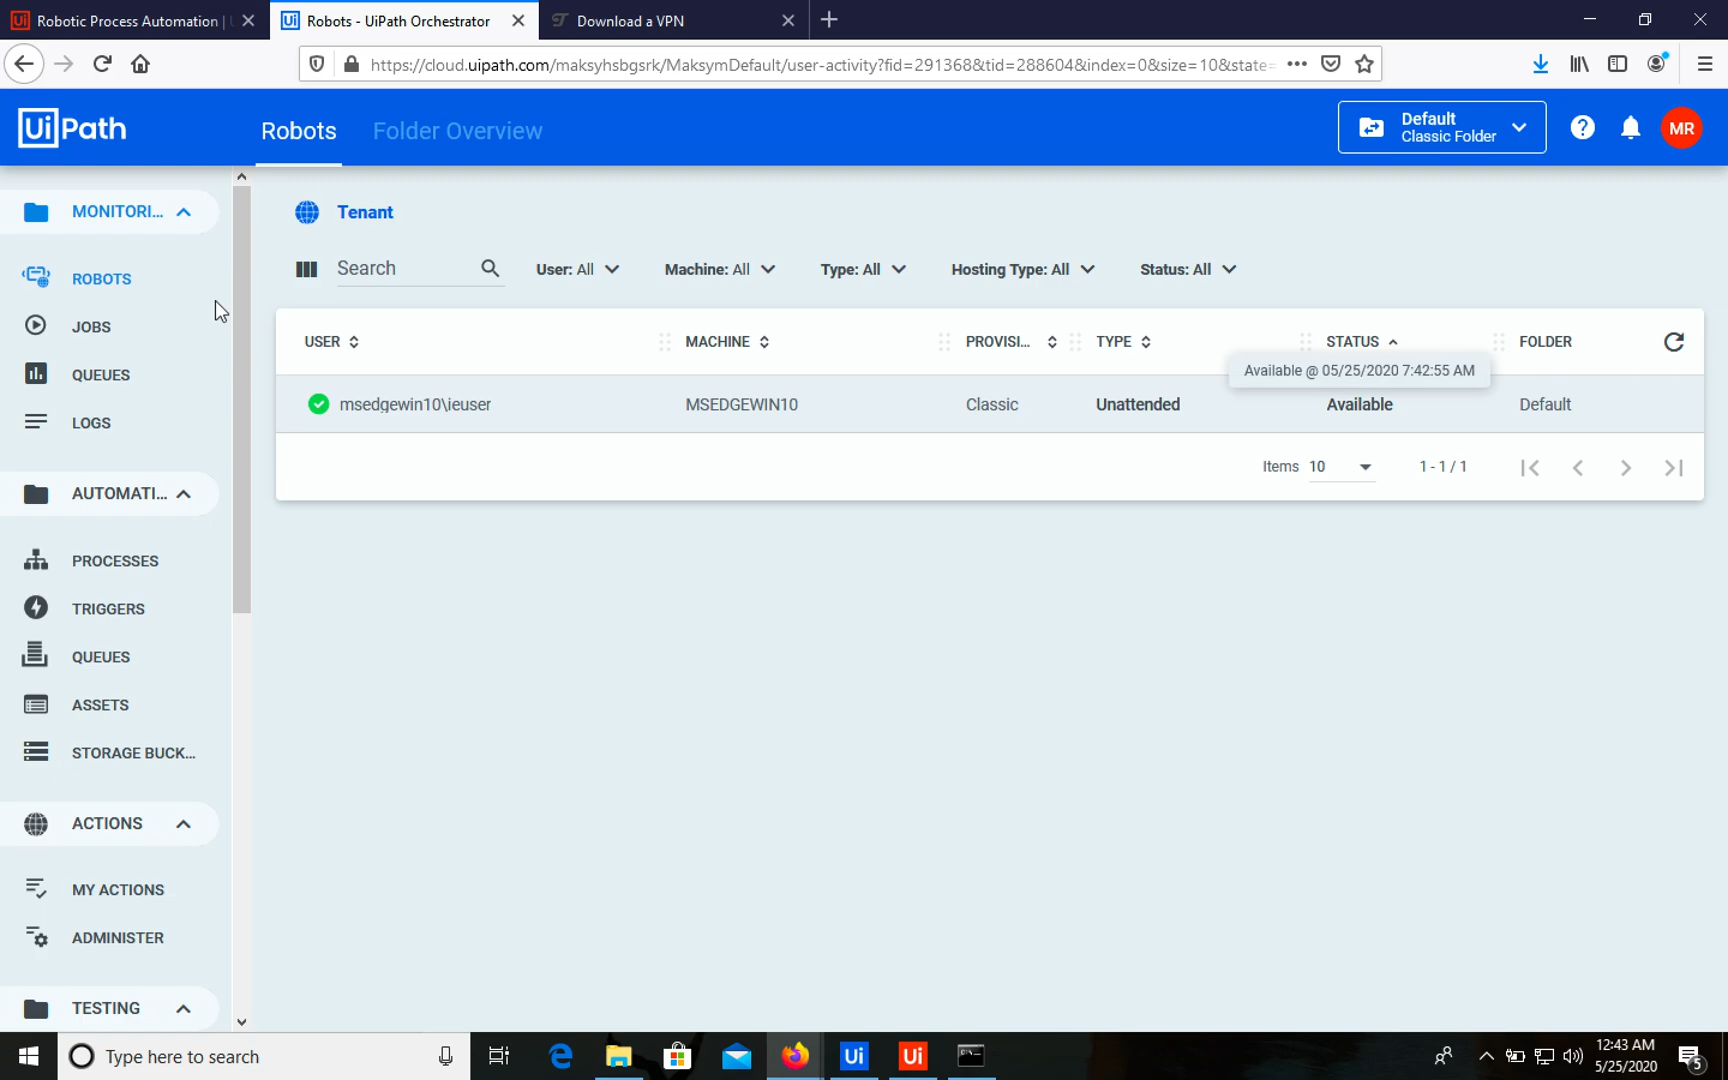 Robotic Process Automation |
Robots - UiPath Orchestrator
Download a VPN
https://cloud.uipath.com/maksyhsbgsrk/MaksymDefault/user-activity?fid=291368&tid=288604&index=0&size=10&state=
Ui Path
Robots
Folder Overview
Default
Classic Folder
MR
MONITORI...
ROBOTS
JOBS
QUEUES
LOGS
AUTOMATI...
PROCESSES
TRIGGERS
QUEUES
ASSETS
STORAGE BUCK...
ACTIONS
MY ACTIONS
ADMINISTER
TESTING
Tenant
Search
User: All
Machine: All
Type: All
Hosting Type: All
Status: All
USER
MACHINE
PROVISI...
TYPE
STATUS
FOLDER
Available @ 05/25/2020 7:42:55 AM
msedgewin10\ieuser
MSEDGEWIN10
Classic
Unattended
Available
Default
Items 10
1 - 1 / 1
Type here to search
Ui
Ui
12:43 AM
5/25/2020
5